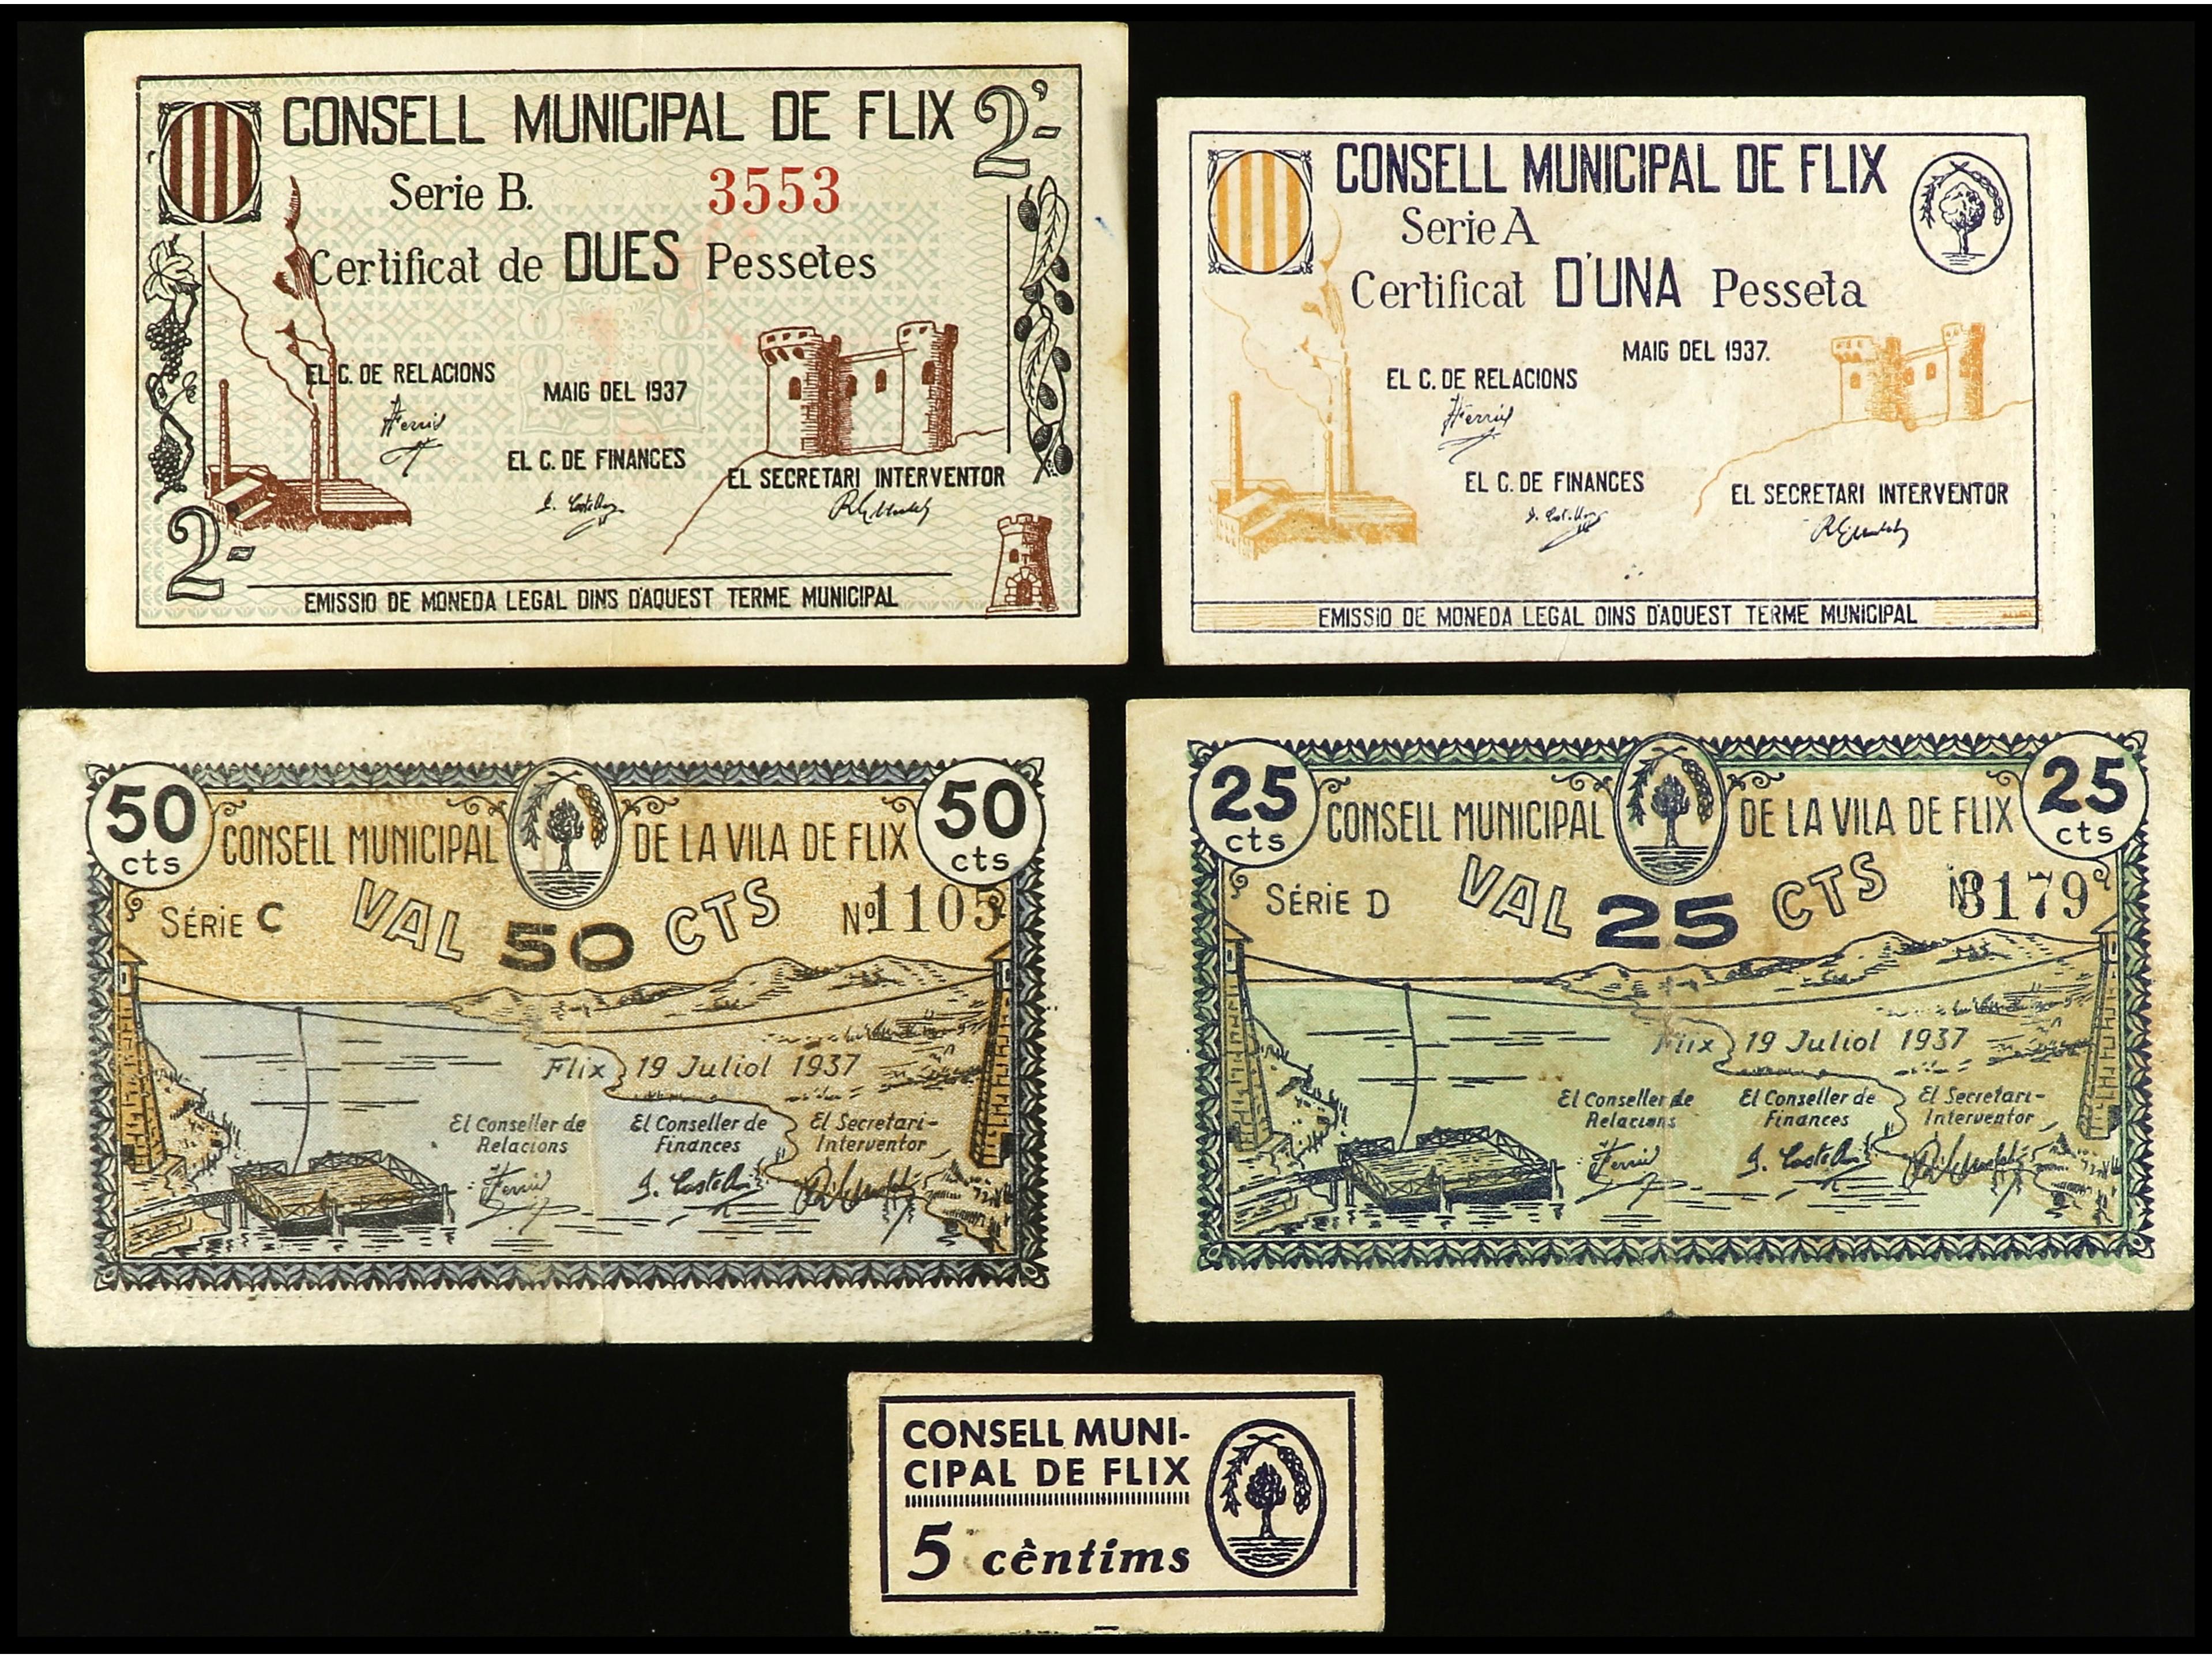 CONSELL MUNICIPAL DE FLIX 2'-
Serie B. 3553
Certificat de DUES Pessetes
EL C. DE RELACIONS
MAIG DEL 1937
EL C. DE FINANCES
EL SECRETARI INTERVENTOR
2-
EMISSIO DE MONEDA LEGAL DINS D'AQUEST TERME MUNICIPAL
CONSELL MUNICIPAL DE FLIX
Serie A
Certificat D'UNA Pesseta
MAIG DEL 1937.
EL C. DE RELACIONS
EL C. DE FINANCES
EL SECRETARI INTERVENTOR
EMISSIO DE MONEDA LEGAL DINS D'AQUEST TERME MUNICIPAL
50 cts 50 cts
CONSELL MUNICIPAL DE LA VILA DE FLIX
SÉRIE C VAL 50 CTS Nº 1105
Flix 19 Juliol 1937
El Conseller de Relacions
El Conseller de Finances
El Secretari-Interventor
25 cts 25 cts
CONSELL MUNICIPAL DE LA VILA DE FLIX
SÉRIE D VAL 25 CTS Nº 3179
Flix 19 Juliol 1937
El Conseller de Relacions
El Conseller de Finances
El Secretari-Interventor
CONSELL MUNI-
CIPAL DE FLIX
5 cèntims